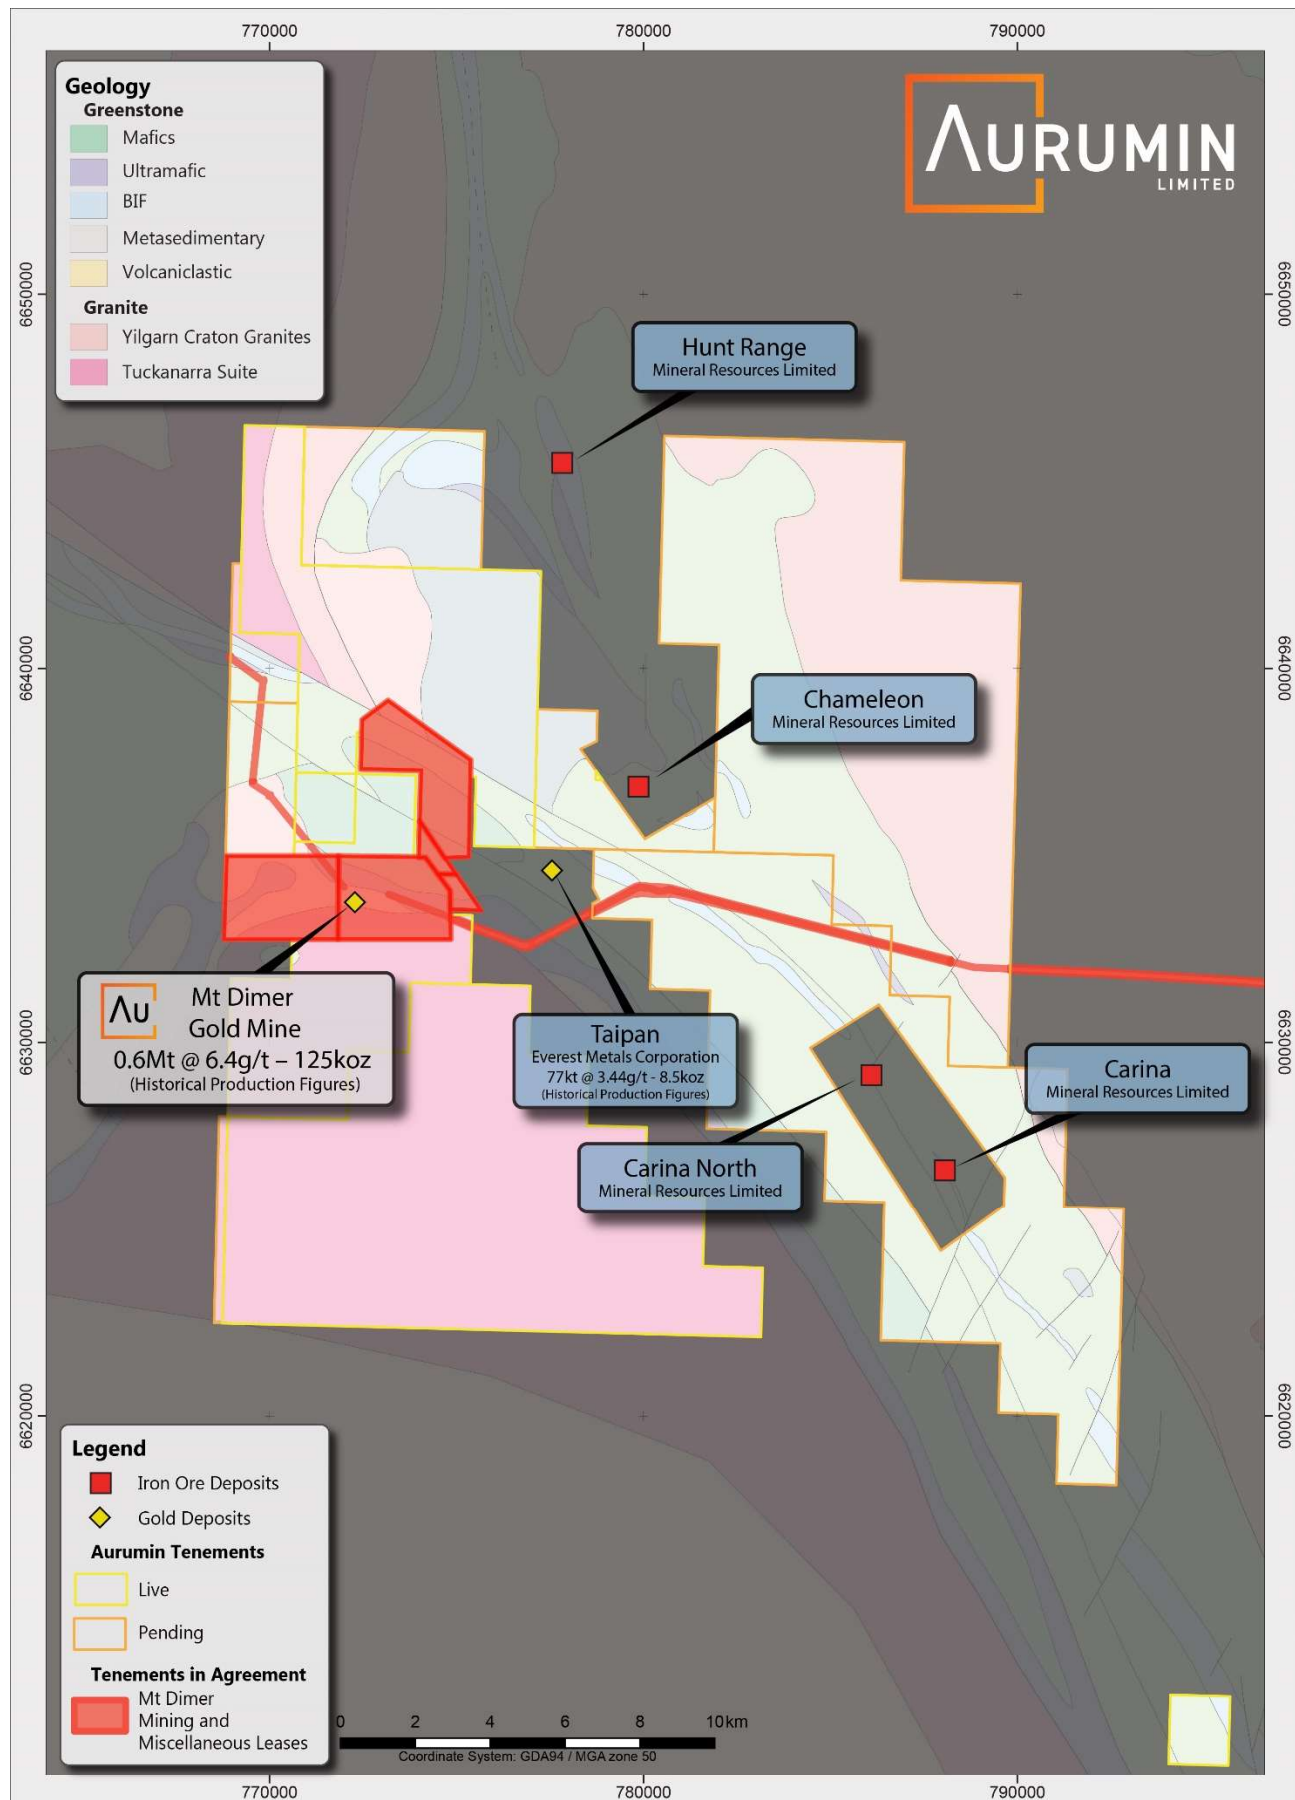 770000
780000
790000
Geology
Greenstone
Mafics
Ultramafic
BIF
Metasedimentary
Volcaniclastic
Granite
Yilgarn Craton Granites
Tuckanarra Suite
AURUMIN
LIMITED
6650000
6650000
Hunt Range
Mineral Resources Limited
6640000
6640000
Chameleon
Mineral Resources Limited
Au
Mt Dimer
Gold Mine
0.6Mt @ 6.4g/t – 125koz
(Historical Production Figures)
Taipan
Everest Metals Corporation
77kt @ 3.44g/t - 8.5koz
(Historical Production Figures)
6630000
6630000
Carina
Mineral Resources Limited
Carina North
Mineral Resources Limited
6620000
6620000
Legend
Iron Ore Deposits
Gold Deposits
Aurumin Tenements
Live
Pending
Tenements in Agreement
Mt Dimer
Mining and
Miscellaneous Leases
0 2 4 6 8 10km
Coordinate System: GDA94 / MGA zone 50
770000
780000
790000